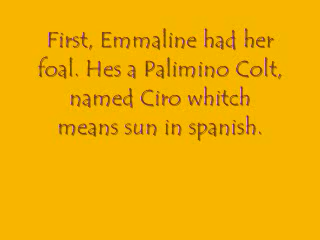 First, Emmaline had her
foal. Hes a Palimino Colt,
named Ciro whitch
means sun in spanish.